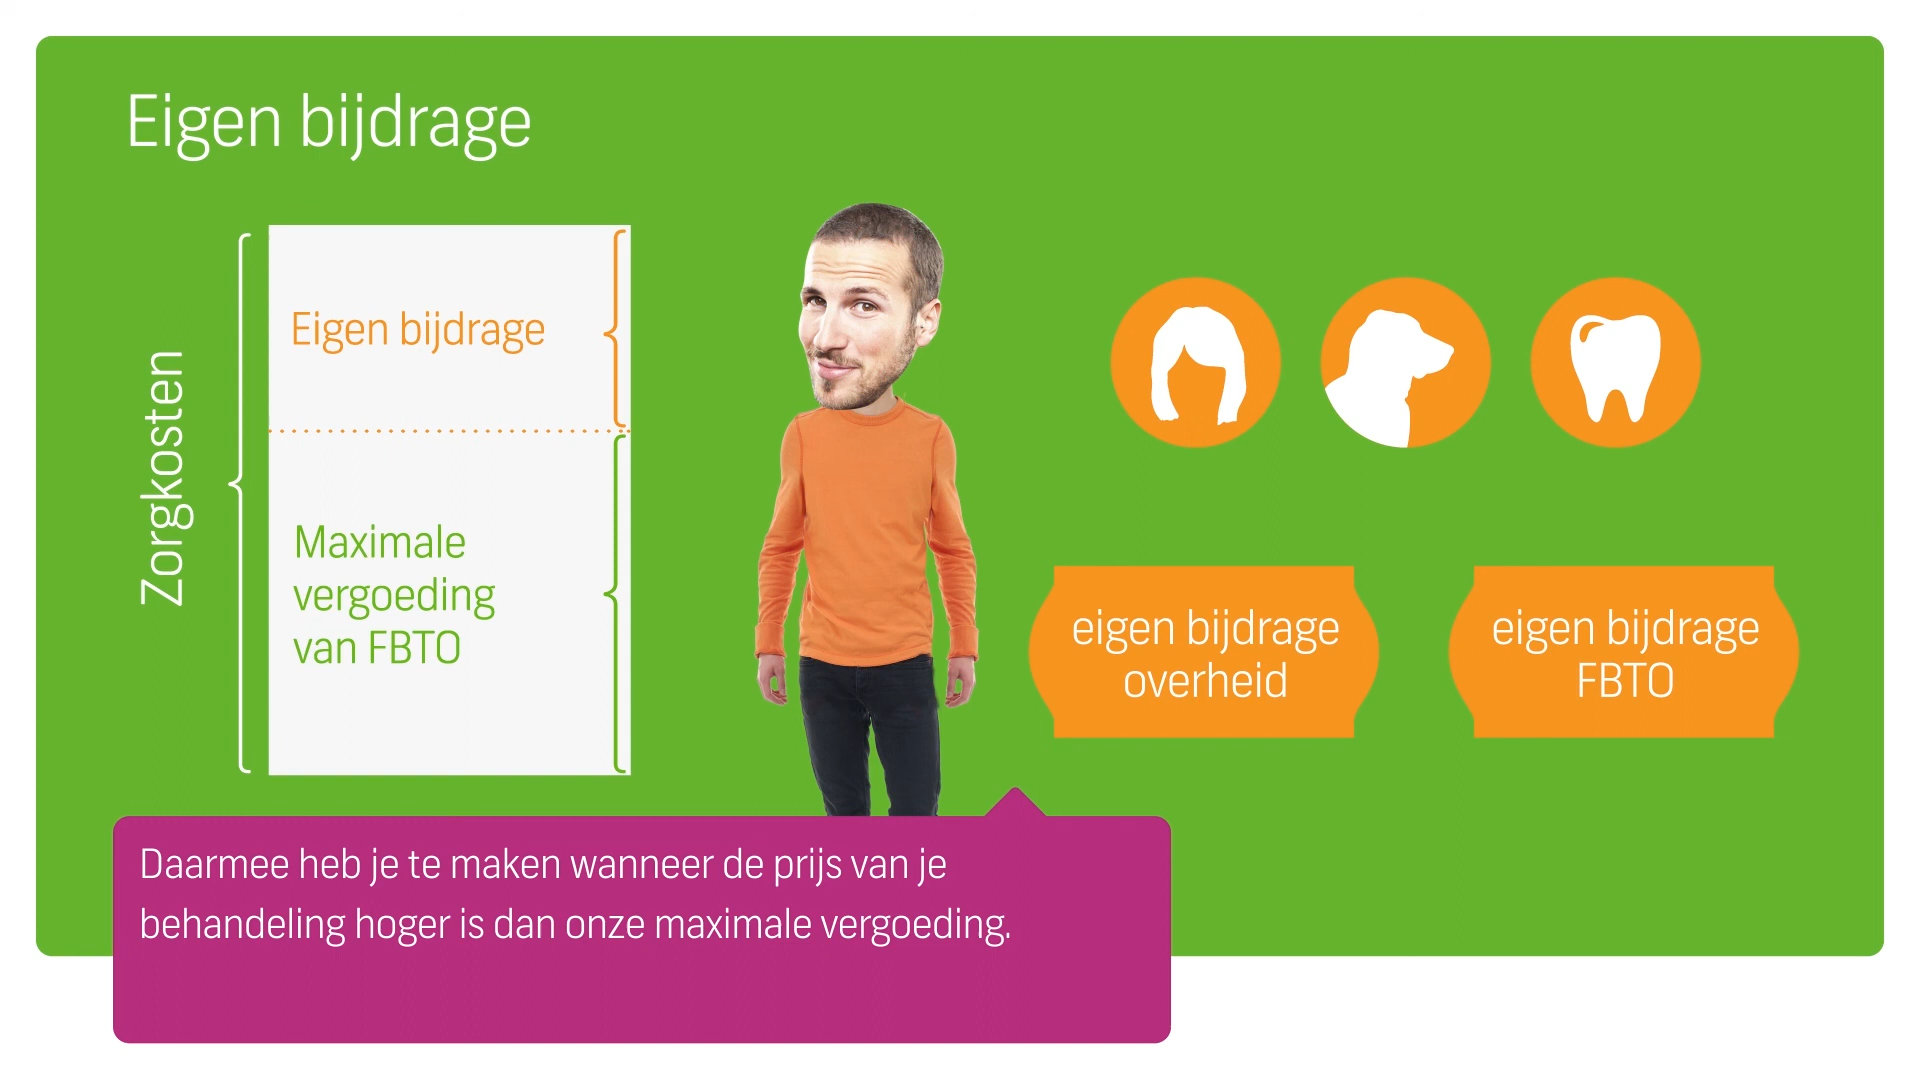 Eigen bijdrage
Zorgkosten
Eigen bijdrage
Maximale
vergoeding
van FBTO
eigen bijdrage
overheid
eigen bijdrage
FBTO
Daarmee heb je te maken wanneer de prijs van je
behandeling hoger is dan onze maximale vergoeding.